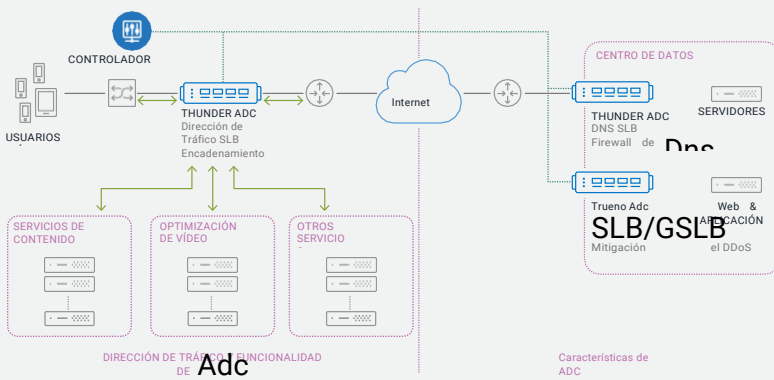 CONTROLADOR
USUARIOS
THUNDER ADC
Dirección de
Tráfico SLB
Encadenamiento
Internet
CENTRO DE DATOS
THUNDER ADC
DNS SLB
Firewall de Dns
SERVIDORES
Trueno Adc
SLB/GSLB
Mitigación
Web &
APLICACIÓN
el DDoS
SERVICIOS DE
CONTENIDO
OPTIMIZACIÓN
DE VÍDEO
OTROS
SERVICIO
DIRECCIÓN DE TRÁFICO Y FUNCIONALIDAD
DE Adc
Características de
ADC